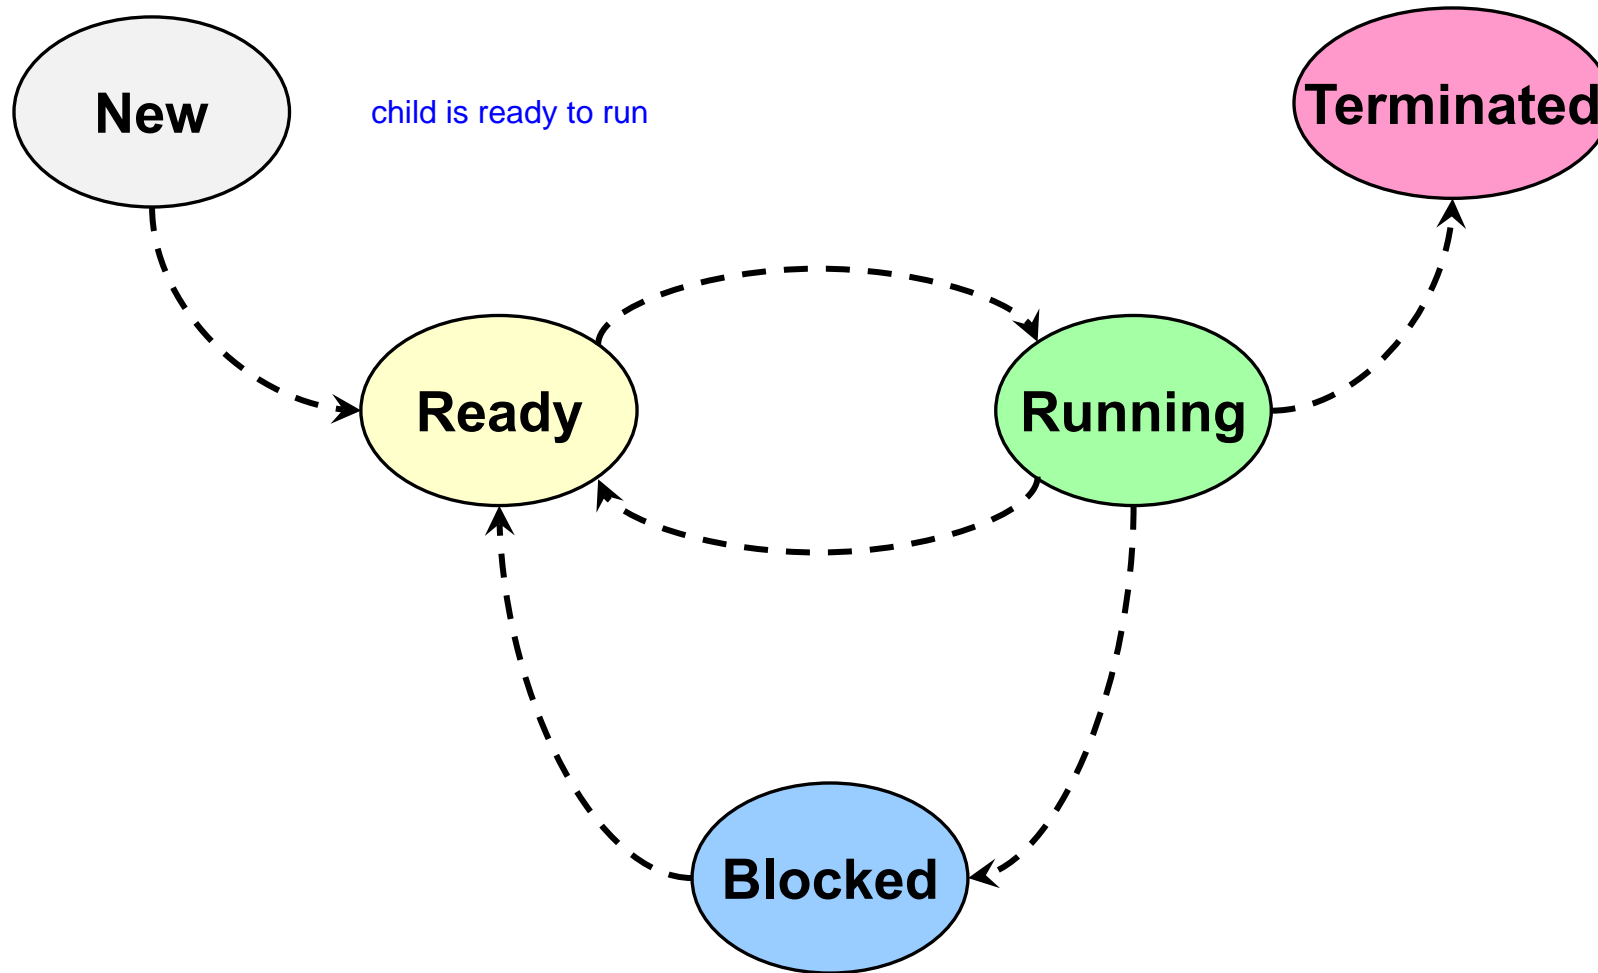 New
child is ready to run
Terminated
Ready
Running
Blocked